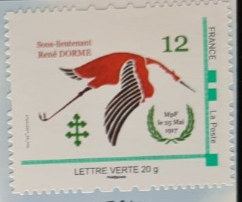 Sous-lieutenant
René DORME
12
FRANCE
La Poste
MpF
le 25 Mai
1917
LETTRE VERTE 20 g